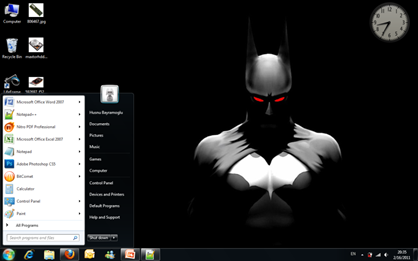 Computer
Recycle Bin
Microsoft Office Word 2007
Notepad++
Nitro PDF Professional
Microsoft Office Excel 2007
Notepad
Adobe Photoshop CS3
BitComet
Calculator
Control Panel
Paint
All Programs
Search programs and files
Documents
Pictures
Music
Games
Computer
Control Panel
Devices and Printers
Default Programs
Help and Support
Shut down
EN